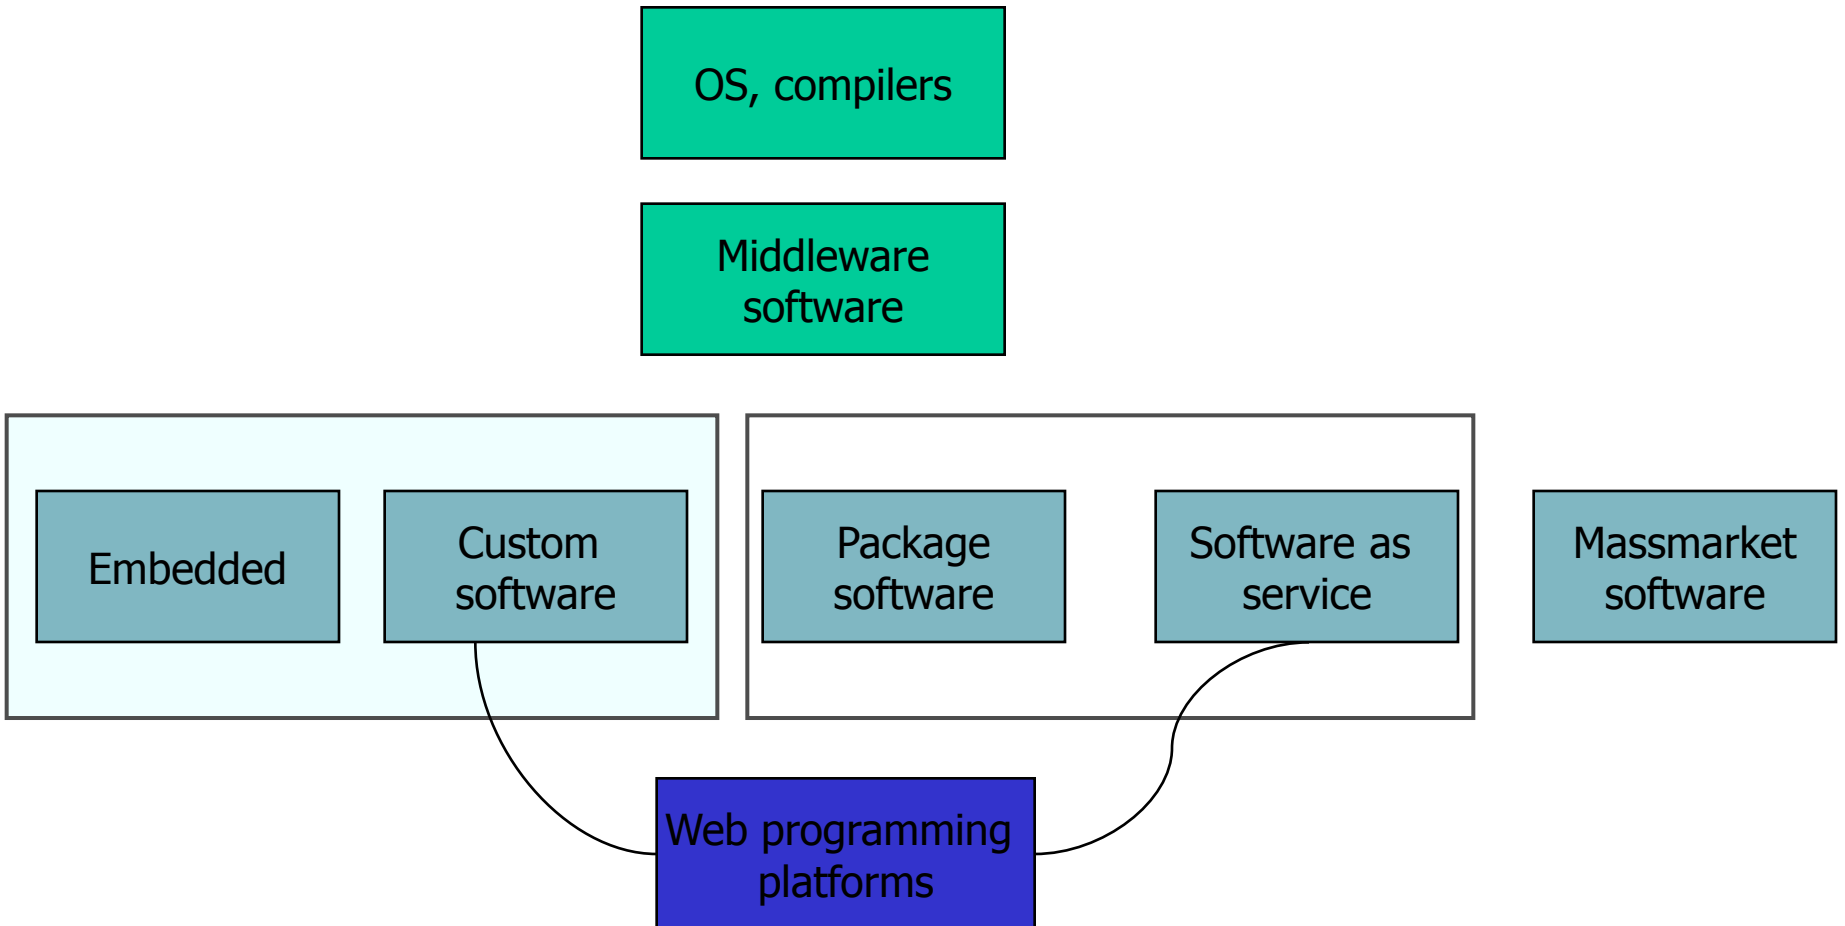 OS, compilers
Middleware
software
Embedded
Custom
software
Package
software
Software as
service
Massmarket
software
Web programming
platforms